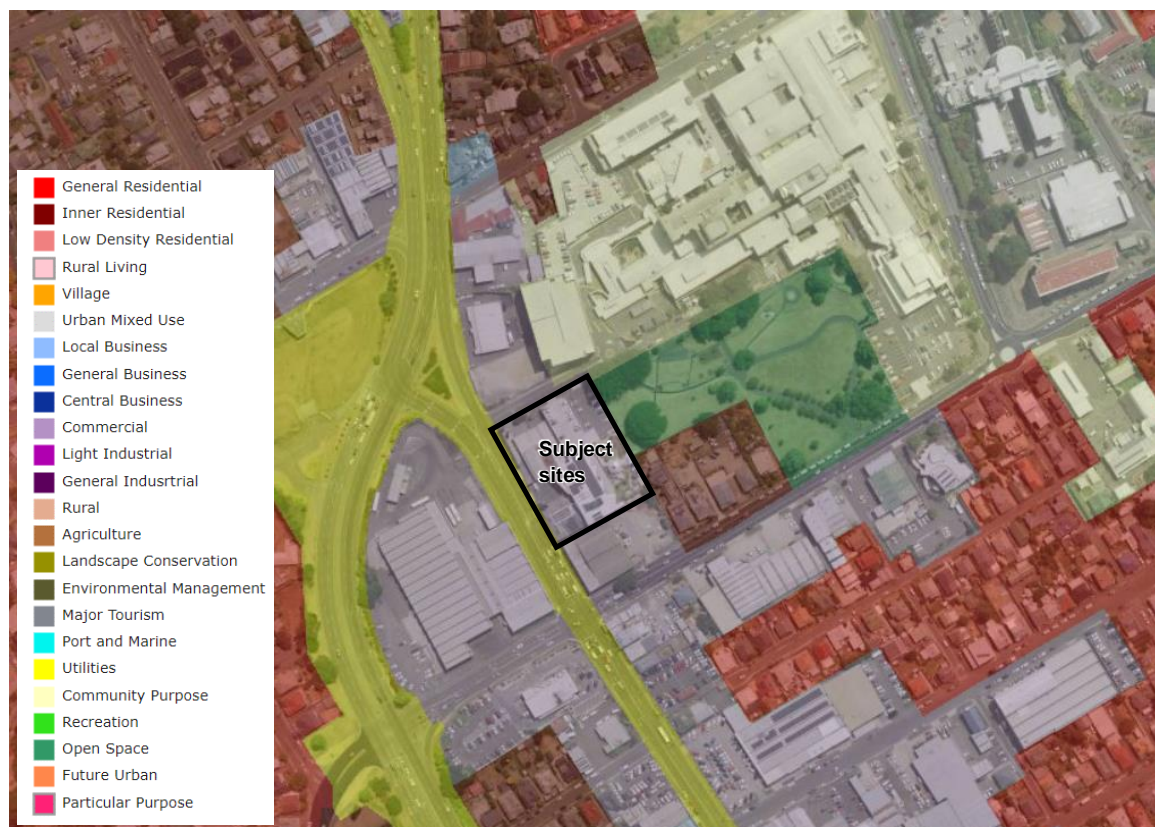 General Residential
Inner Residential
Low Density Residential
Rural Living
Village
Urban Mixed Use
Local Business
General Business
Central Business
Commercial
Light Industrial
General Indusrtrial
Rural
Agriculture
Landscape Conservation
Environmental Management
Major Tourism
Port and Marine
Utilities
Community Purpose
Recreation
Open Space
Future Urban
Particular Purpose
Subject
sites